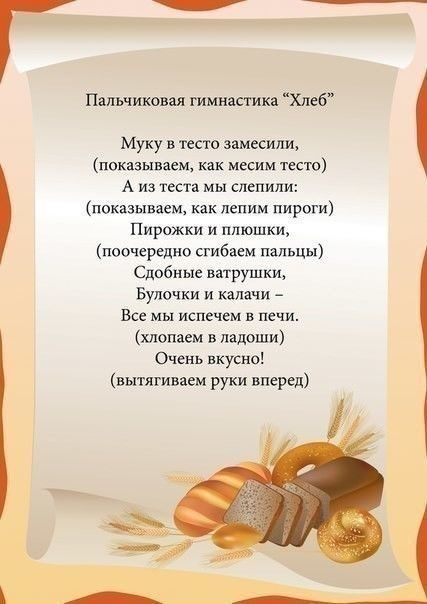 Пальчиковая гимнастика “Хлеб”
Муку в тесто замесили,
(показываем, как месим тесто)
А из теста мы слепили:
(показываем, как лепим пироги)
Пирожки и плюшки,
(поочередно сгибаем пальцы)
Сдобные ватрушки,
Булочки и калачи –
Все мы испечем в печи.
(хлопаем в ладоши)
Очень вкусно!
(вытягиваем руки вперед)